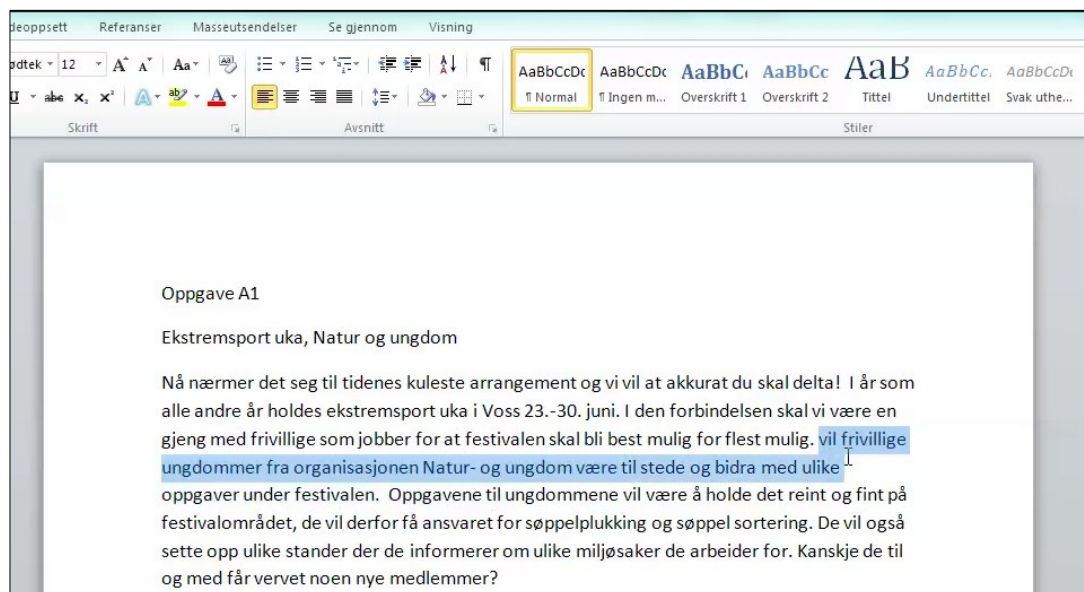 deoppsett Referanser Masseutsendelser Se gjennom Visning
12 A A Aa AB
U abe x₂ x² A ab A
AaBbCcDc AaBbCcDc AaBbC AaBbCc AaB AaBbCc. AaBbCcDc
¶ Normal ¶ Ingen m... Overskrift 1 Overskrift 2 Tittel Undertittel Svak uthe...
Skrift Avsnitt Stiler
Oppgave A1
Ekstremsport uka, Natur og ungdom
Nå nærmer det seg til tidenes kuleste arrangement og vi vil at akkurat du skal delta! I år som
alle andre år holdes ekstremsport uka i Voss 23.-30. juni. I den forbindelsen skal vi være en
gjeng med frivillige som jobber for at festivalen skal bli best mulig for flest mulig. vil frivillige
ungdommer fra organisasjonen Natur- og ungdom være til stede og bidra med ulike
oppgaver under festivalen. Oppgavene til ungdommene vil være å holde det reint og fint på
festivalområdet, de vil derfor få ansvaret for søppelplukking og søppel sortering. De vil også
sette opp ulike stander der de informerer om ulike miljøsaker de arbeider for. Kanskje de til
og med får vervet noen nye medlemmer?